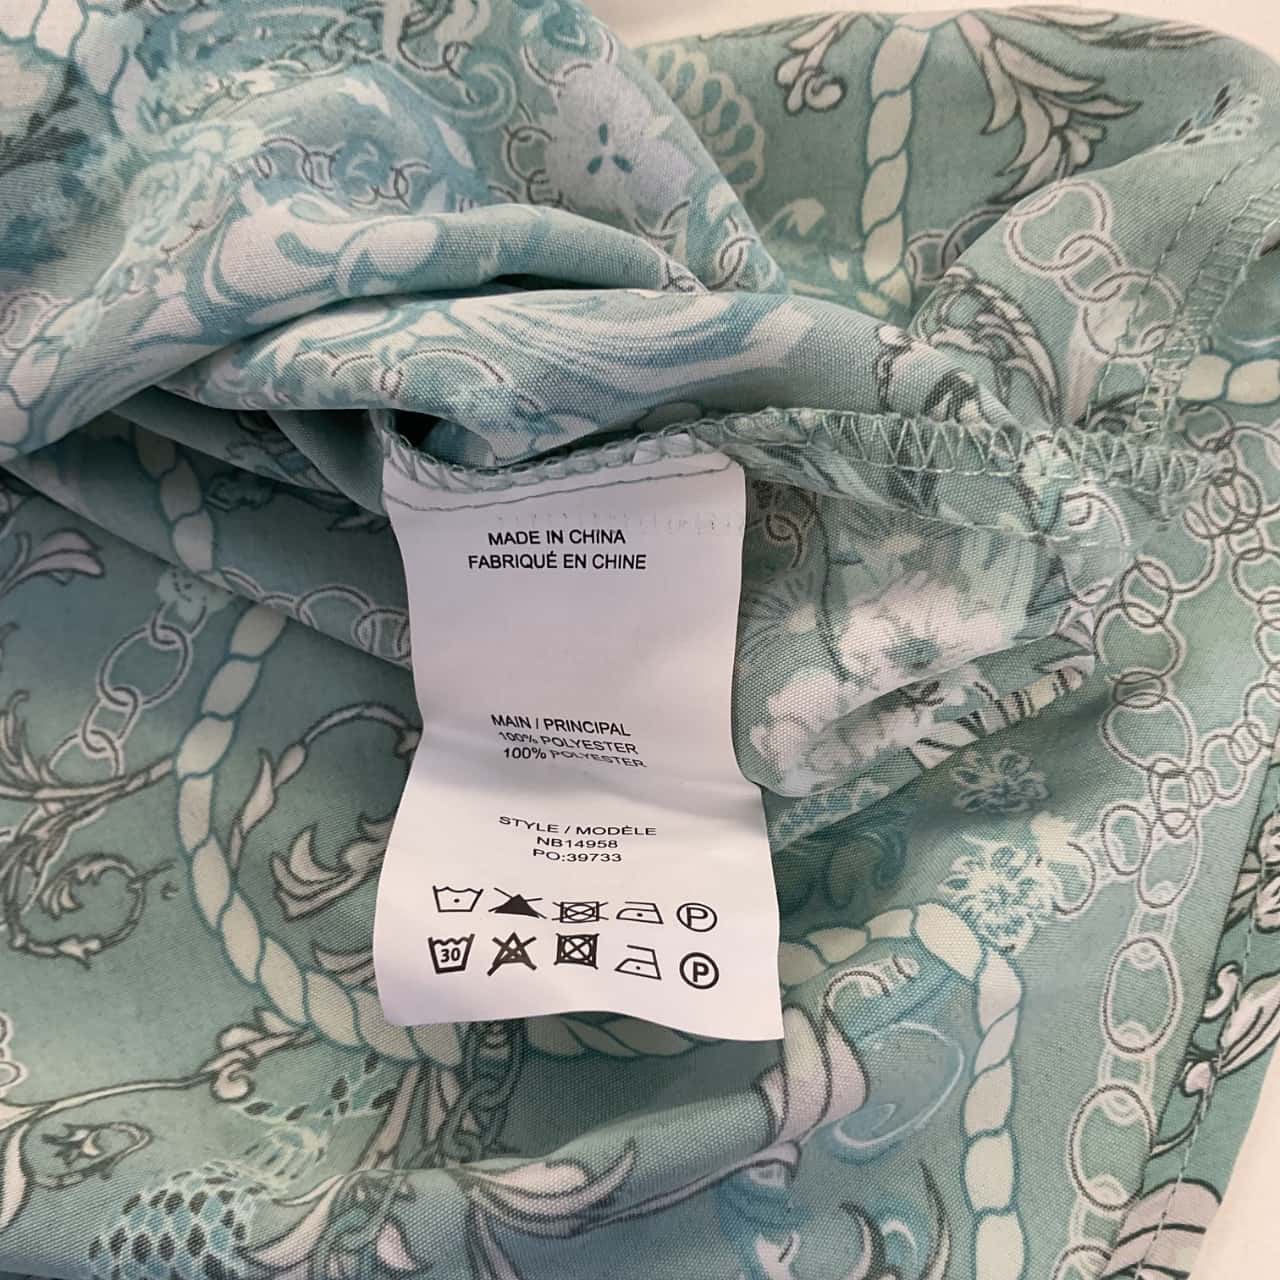 MADE IN CHINA
FABRIQUÉ EN CHINE
MAIN / PRINCIPAL
100% POLYESTER
100% POLYESTER
STYLE / MODÈLE
NB14958
PO:39733
P
30 P